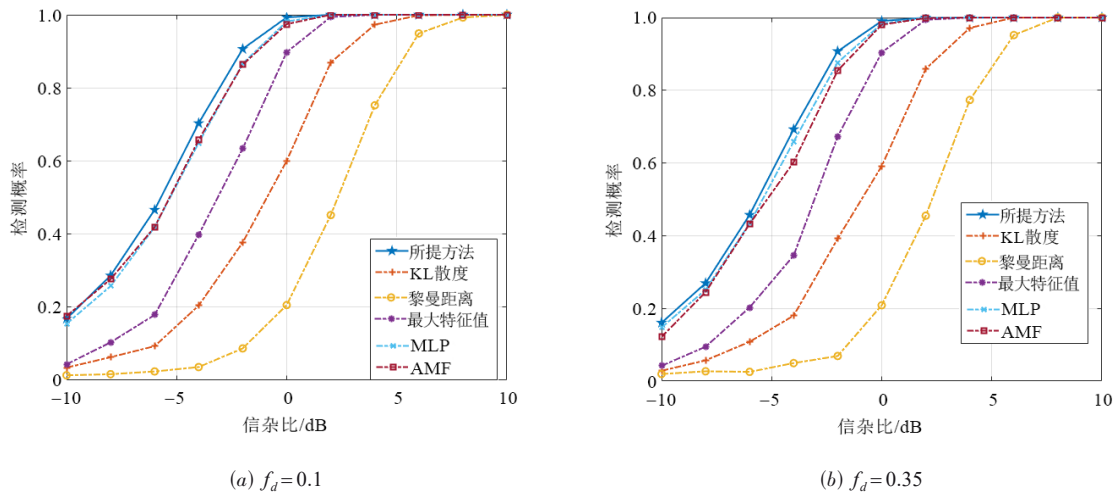 1.0
0.8
0.6
0.4
0.2
0
−10
−5
0
5
10
检测概率
信杂比/dB
所提方法
KL散度
黎曼距离
最大特征值
MLP
AMF
(a) f_d=0.1
1.0
0.8
0.6
0.4
0.2
0
−10
−5
0
5
10
检测概率
信杂比/dB
所提方法
KL散度
黎曼距离
最大特征值
MLP
AMF
(b) f_d=0.35